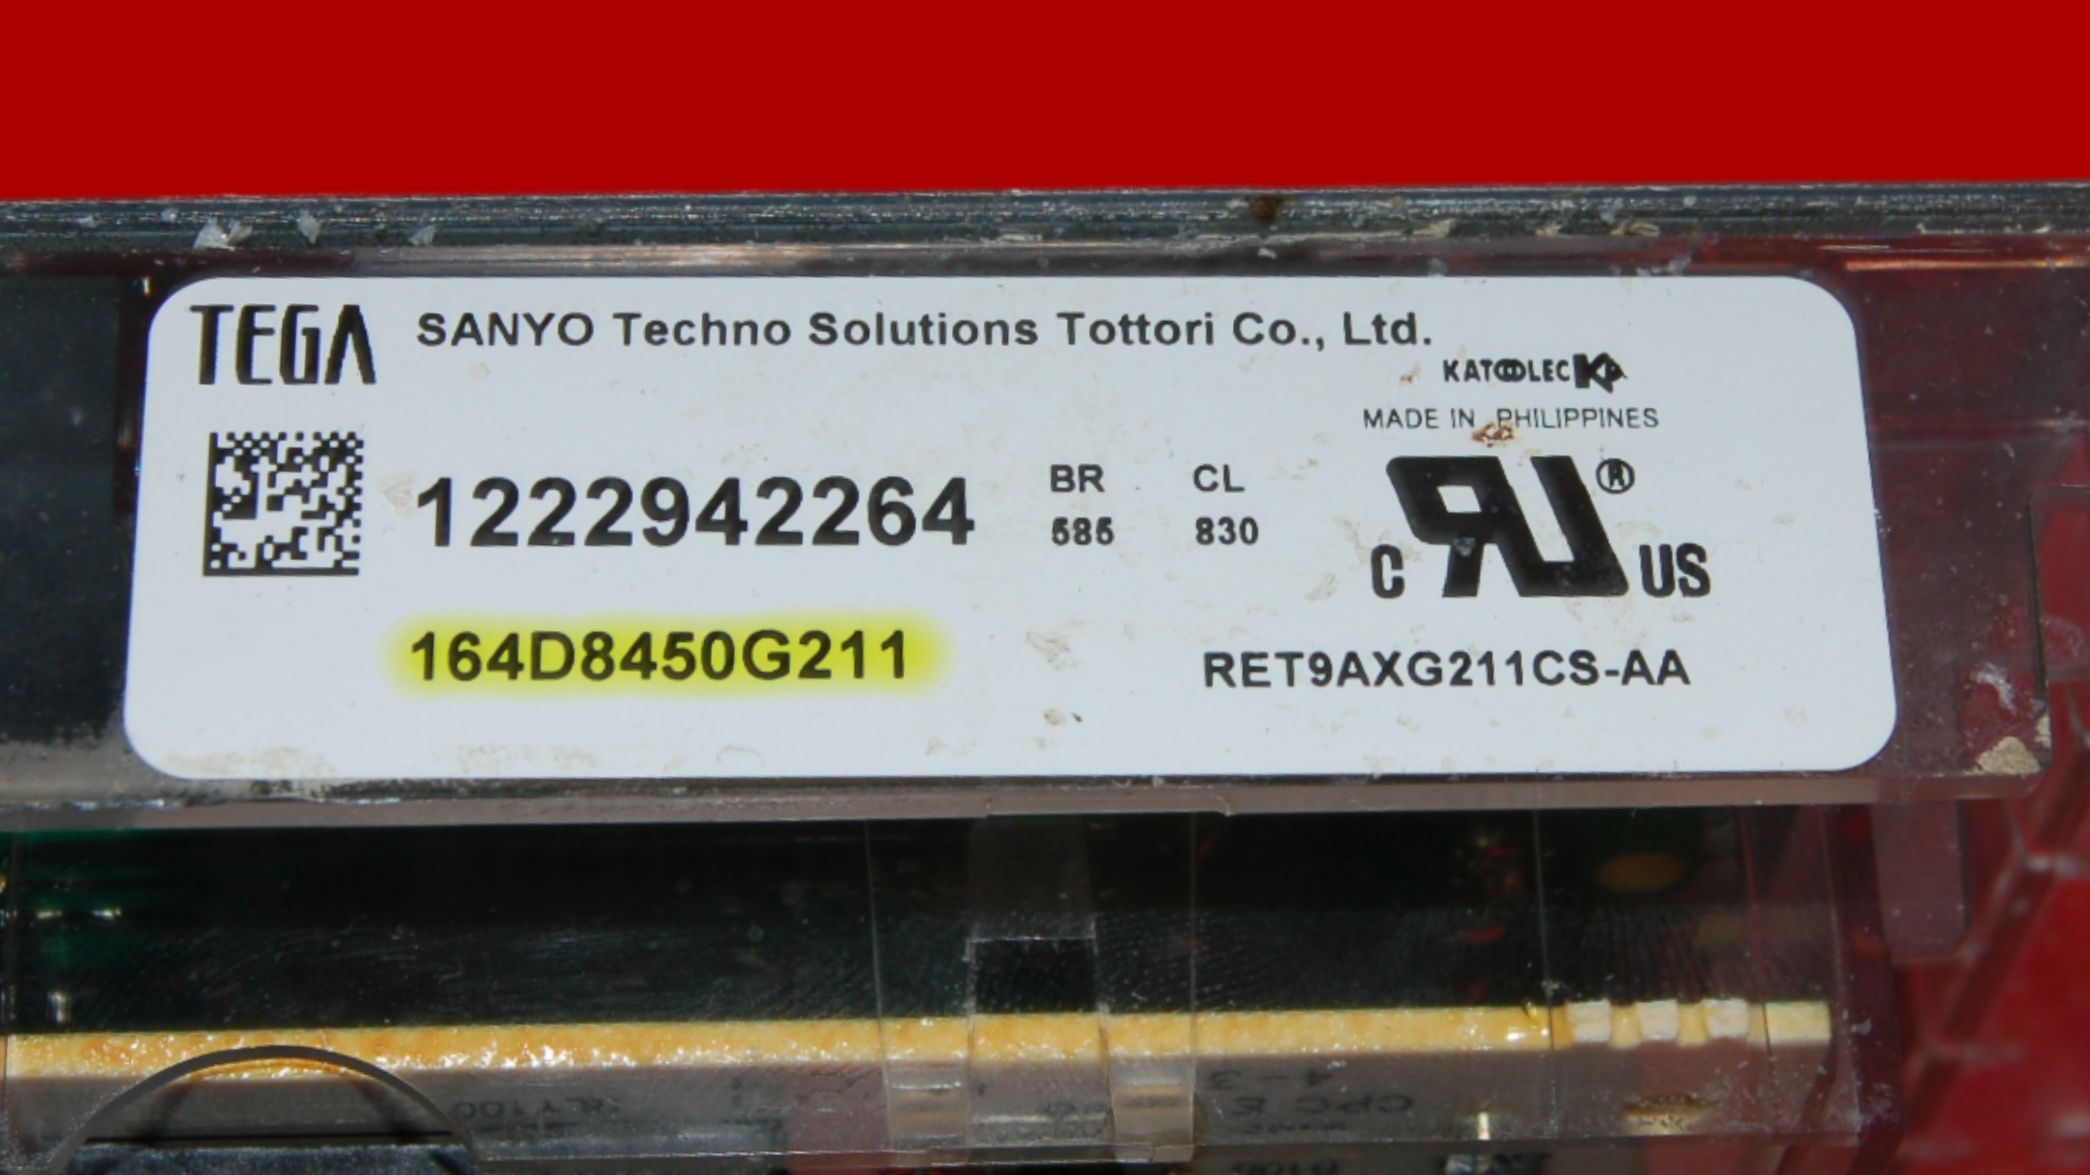 TEGA SANYO Techno Solutions Tottori Co., Ltd.
KATOOLEC
MADE IN PHILIPPINES
1222942264
BR CL
585 830
C US ®
164D8450G211
RET9AXG211CS-AA